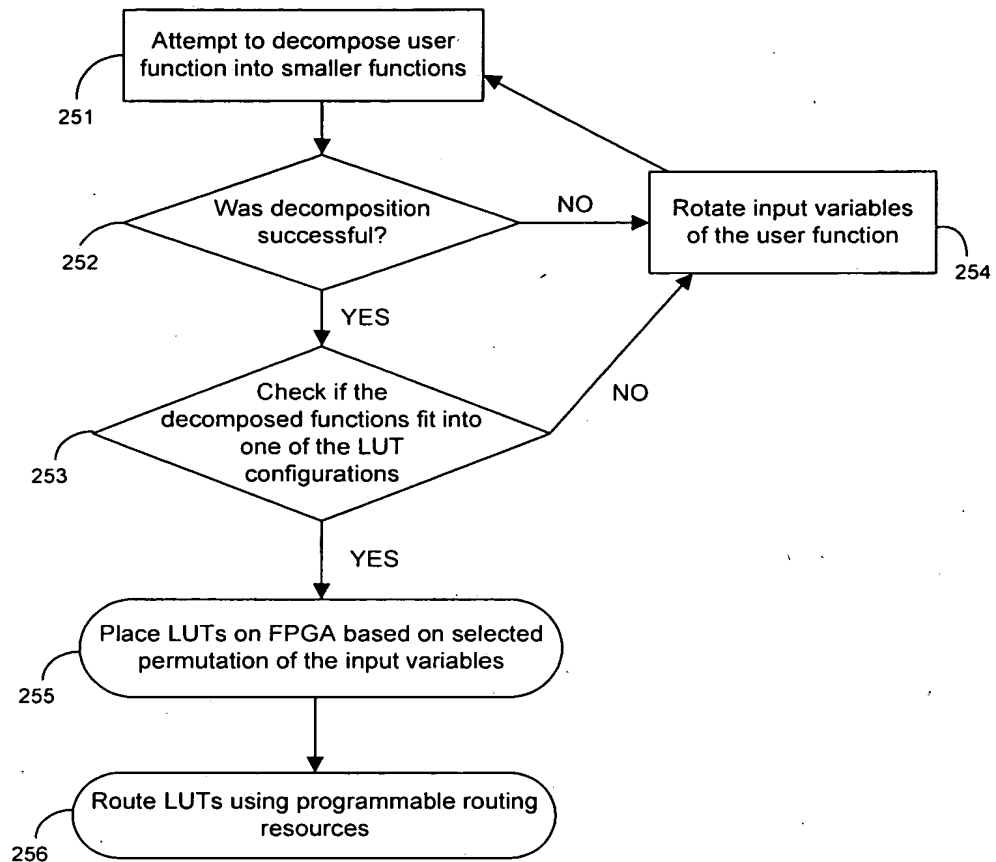 Attempt to decompose user
function into smaller functions
251
Was decomposition
successful?
252
NO
Rotate input variables
of the user function
254
YES
Check if the
decomposed functions fit into
one of the LUT
configurations
253
NO
YES
Place LUTs on FPGA based on selected
permutation of the input variables
255
Route LUTs using programmable routing
resources
256